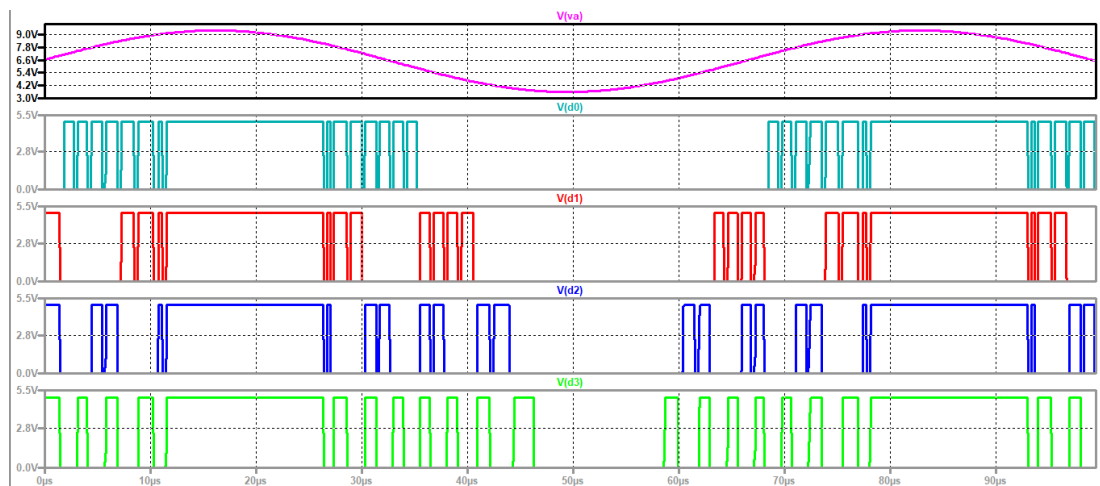 V(va)
9.0V
7.8V
6.6V
5.4V
4.2V
3.0V
V(d0)
5.5V
2.8V
0.0V
V(d1)
5.5V
2.8V
0.0V
V(d2)
5.5V
2.8V
0.0V
V(d3)
5.5V
2.8V
0.0V
0µs 10µs 20µs 30µs 40µs 50µs 60µs 70µs 80µs 90µs